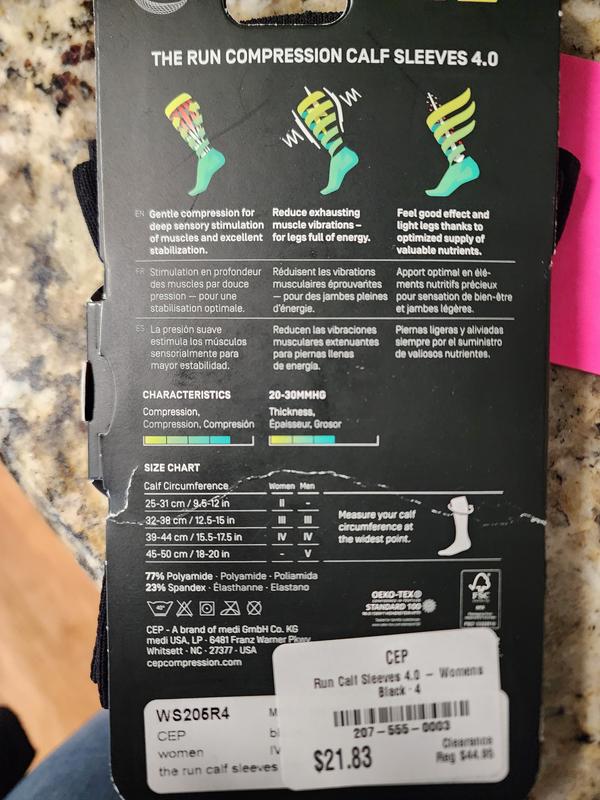 THE RUN COMPRESSION CALF SLEEVES 4.0
EN Gentle compression for
deep sensory stimulation
of muscles and excellent
stabilization.
Reduce exhausting
muscle vibrations –
for legs full of energy.
Feel good effect and
light legs thanks to
optimized supply of
valuable nutrients.
FR Stimulation en profondeur
des muscles par douce
pression — pour une
stabilisation optimale.
Réduisent les vibrations
musculaires éprouvantes
— pour des jambes pleines
d'énergie.
Apport optimal en élé-
ments nutritifs précieux
pour sensation de bien-être
et jambes légères.
ES La presión suave
estimula los músculos
sensorialmente para
mayor estabilidad.
Reducen las vibraciones
musculares extenuantes
para piernas llenas
de energía.
Piernas ligeras y aliviadas
siempre por el suministro
de valiosos nutrientes.
CHARACTERISTICS
Compression,
Compression, Compresión
20-30MMHG
Thickness,
Épaisseur, Grosor
SIZE CHART
Calf Circumference Women Men
25-31 cm / 9.5-12 in II -
32-38 cm / 12.5-15 in III III
39-44 cm / 15.5-17.5 in IV IV
45-50 cm / 18-20 in - V
Measure your calf
circumference at
the widest point.
77% Polyamide · Polyamide · Poliamida
23% Spandex · Élasthanne · Elastano
40°
OEKO-TEX®
STANDARD 100
FSC
CEP - A brand of medi GmbH Co. KG
medi USA, LP · 6481 Franz Warner Pkwy
Whitsett · NC · 27377 · USA
cepcompression.com
WS205R4
CEP
women IV
the run calf sleeves
CEP
Run Calf Sleeves 4.0 – Womens
Black · 4
207-555-0003
$21.83
Clearance
Reg $44.95